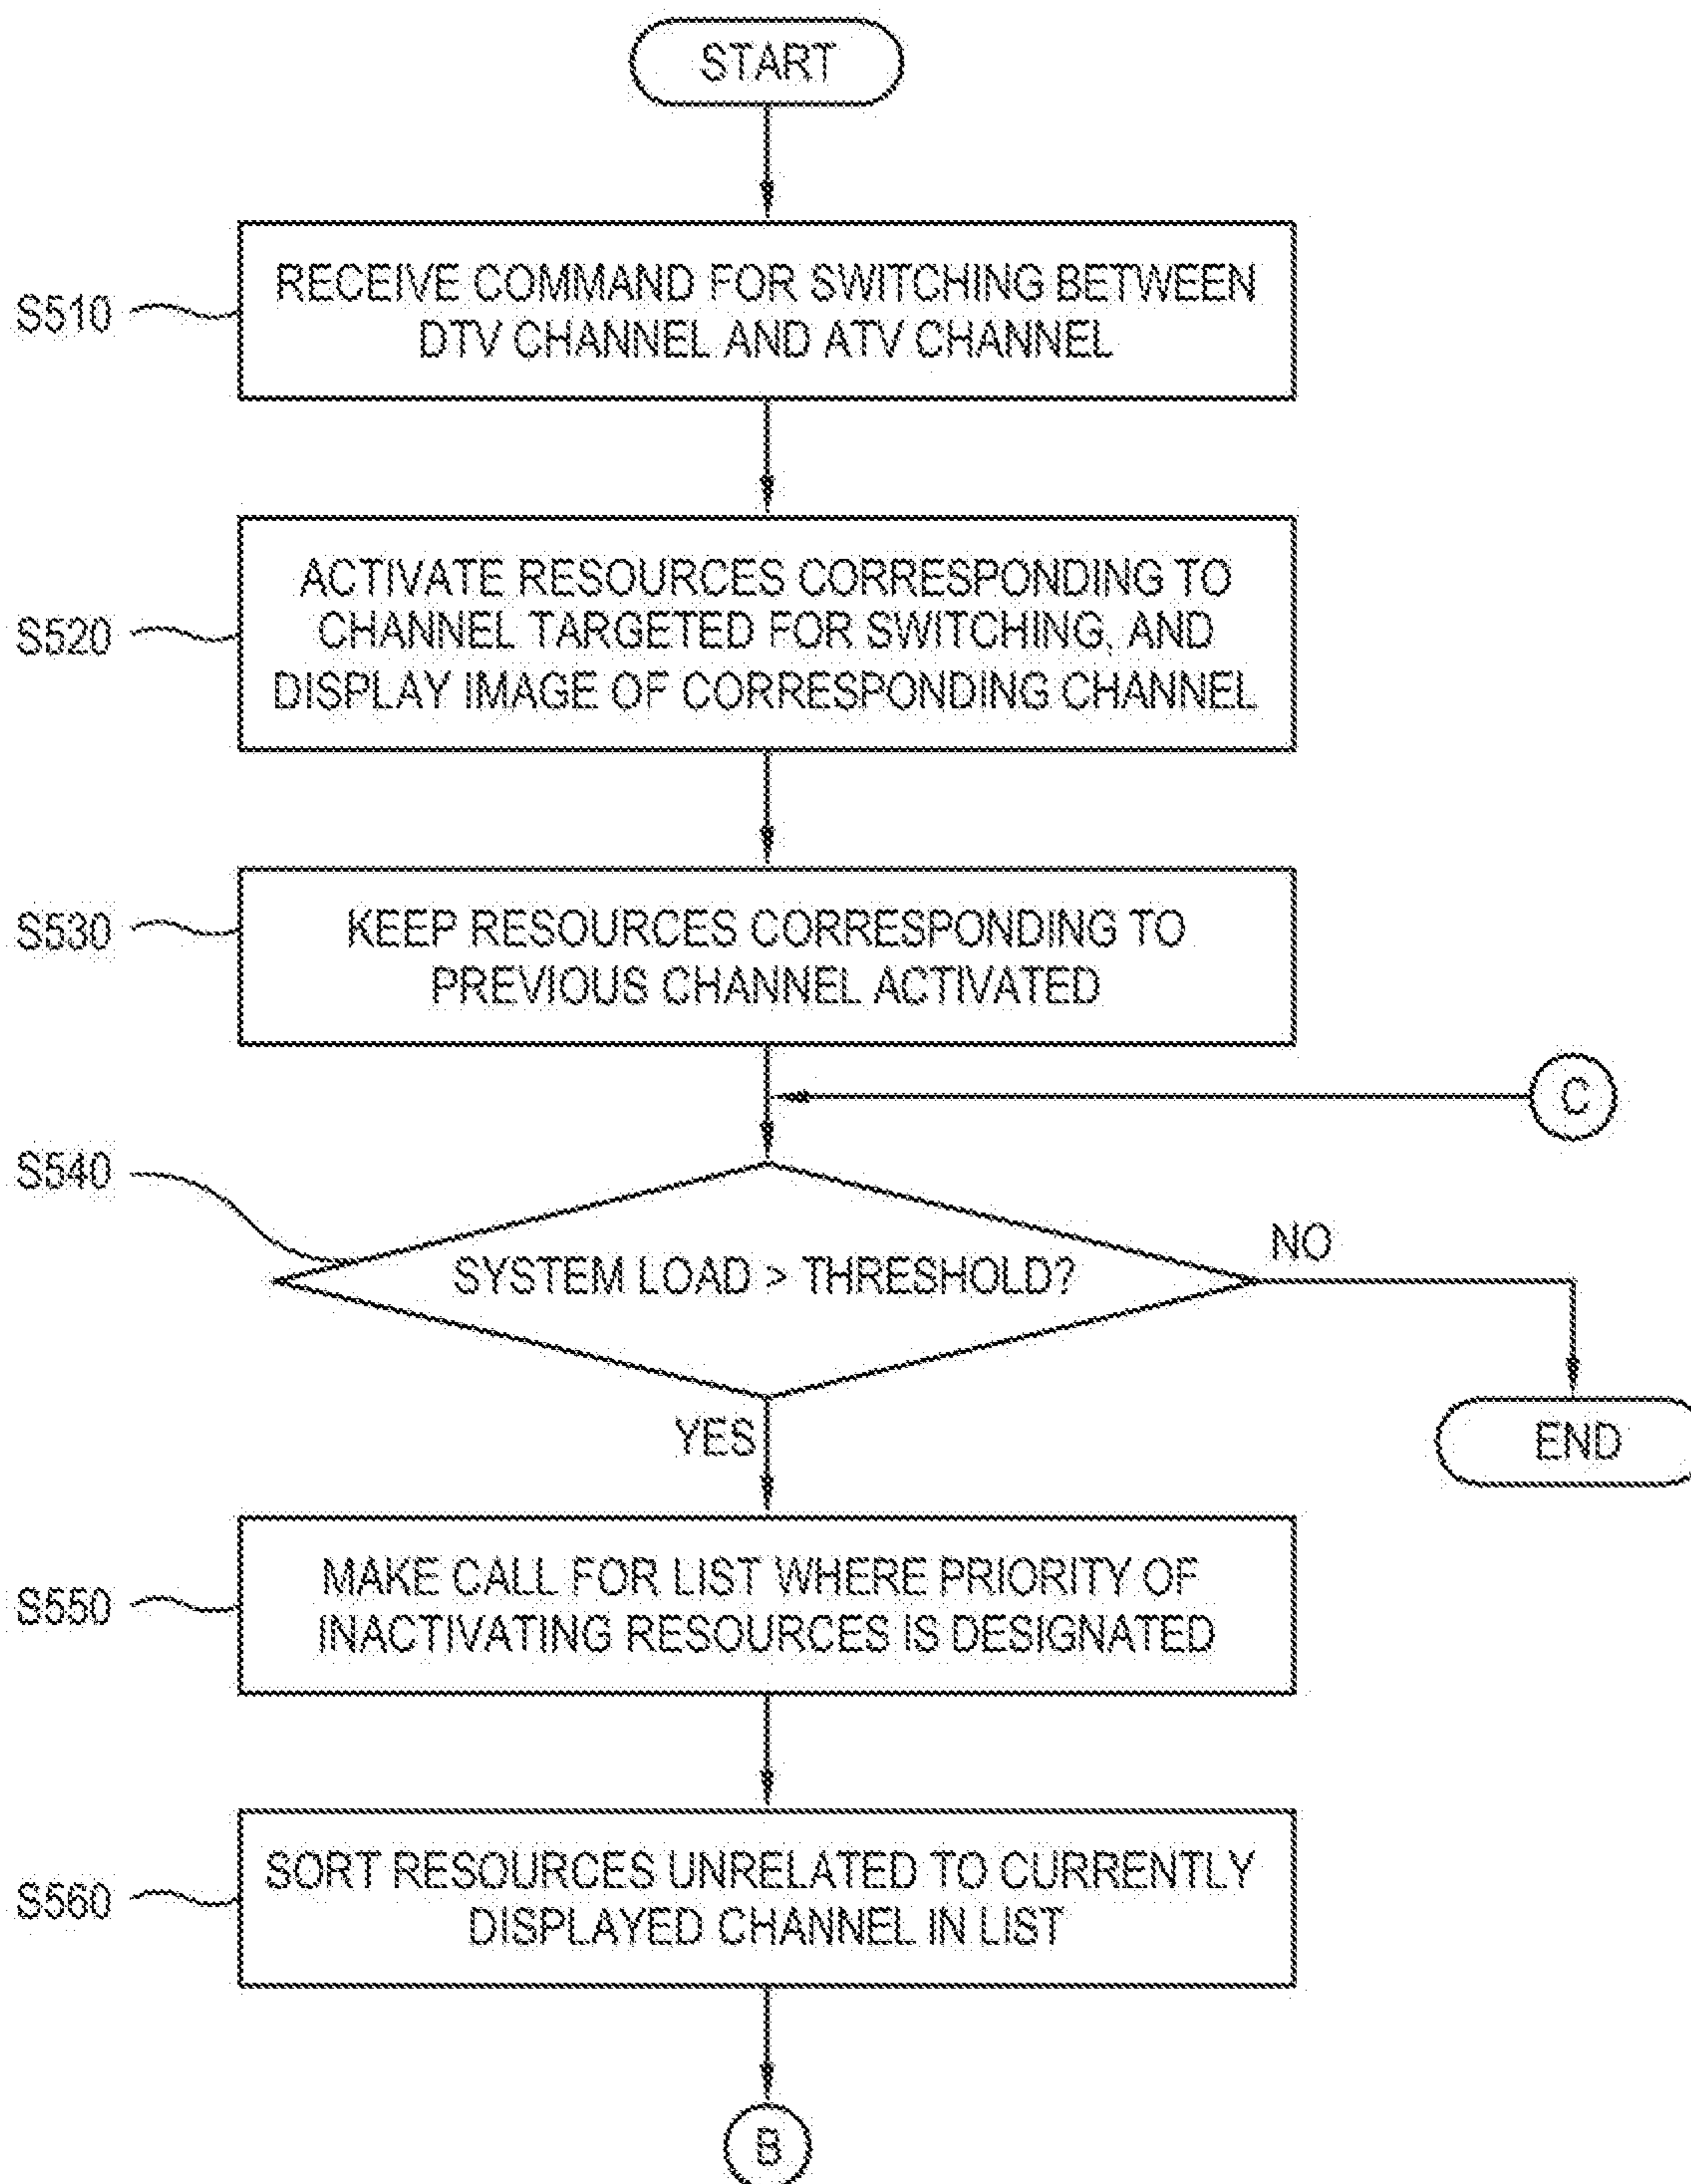 START
S510
RECEIVE COMMAND FOR SWITCHING BETWEEN
DTV CHANNEL AND ATV CHANNEL
S520
ACTIVATE RESOURCES CORRESPONDING TO
CHANNEL TARGETED FOR SWITCHING, AND
DISPLAY IMAGE OF CORRESPONDING CHANNEL
S530
KEEP RESOURCES CORRESPONDING TO
PREVIOUS CHANNEL ACTIVATED
C
S540
SYSTEM LOAD > THRESHOLD?
NO
END
YES
S550
MAKE CALL FOR LIST WHERE PRIORITY OF
INACTIVATING RESOURCES IS DESIGNATED
S560
SORT RESOURCES UNRELATED TO CURRENTLY
DISPLAYED CHANNEL IN LIST
B